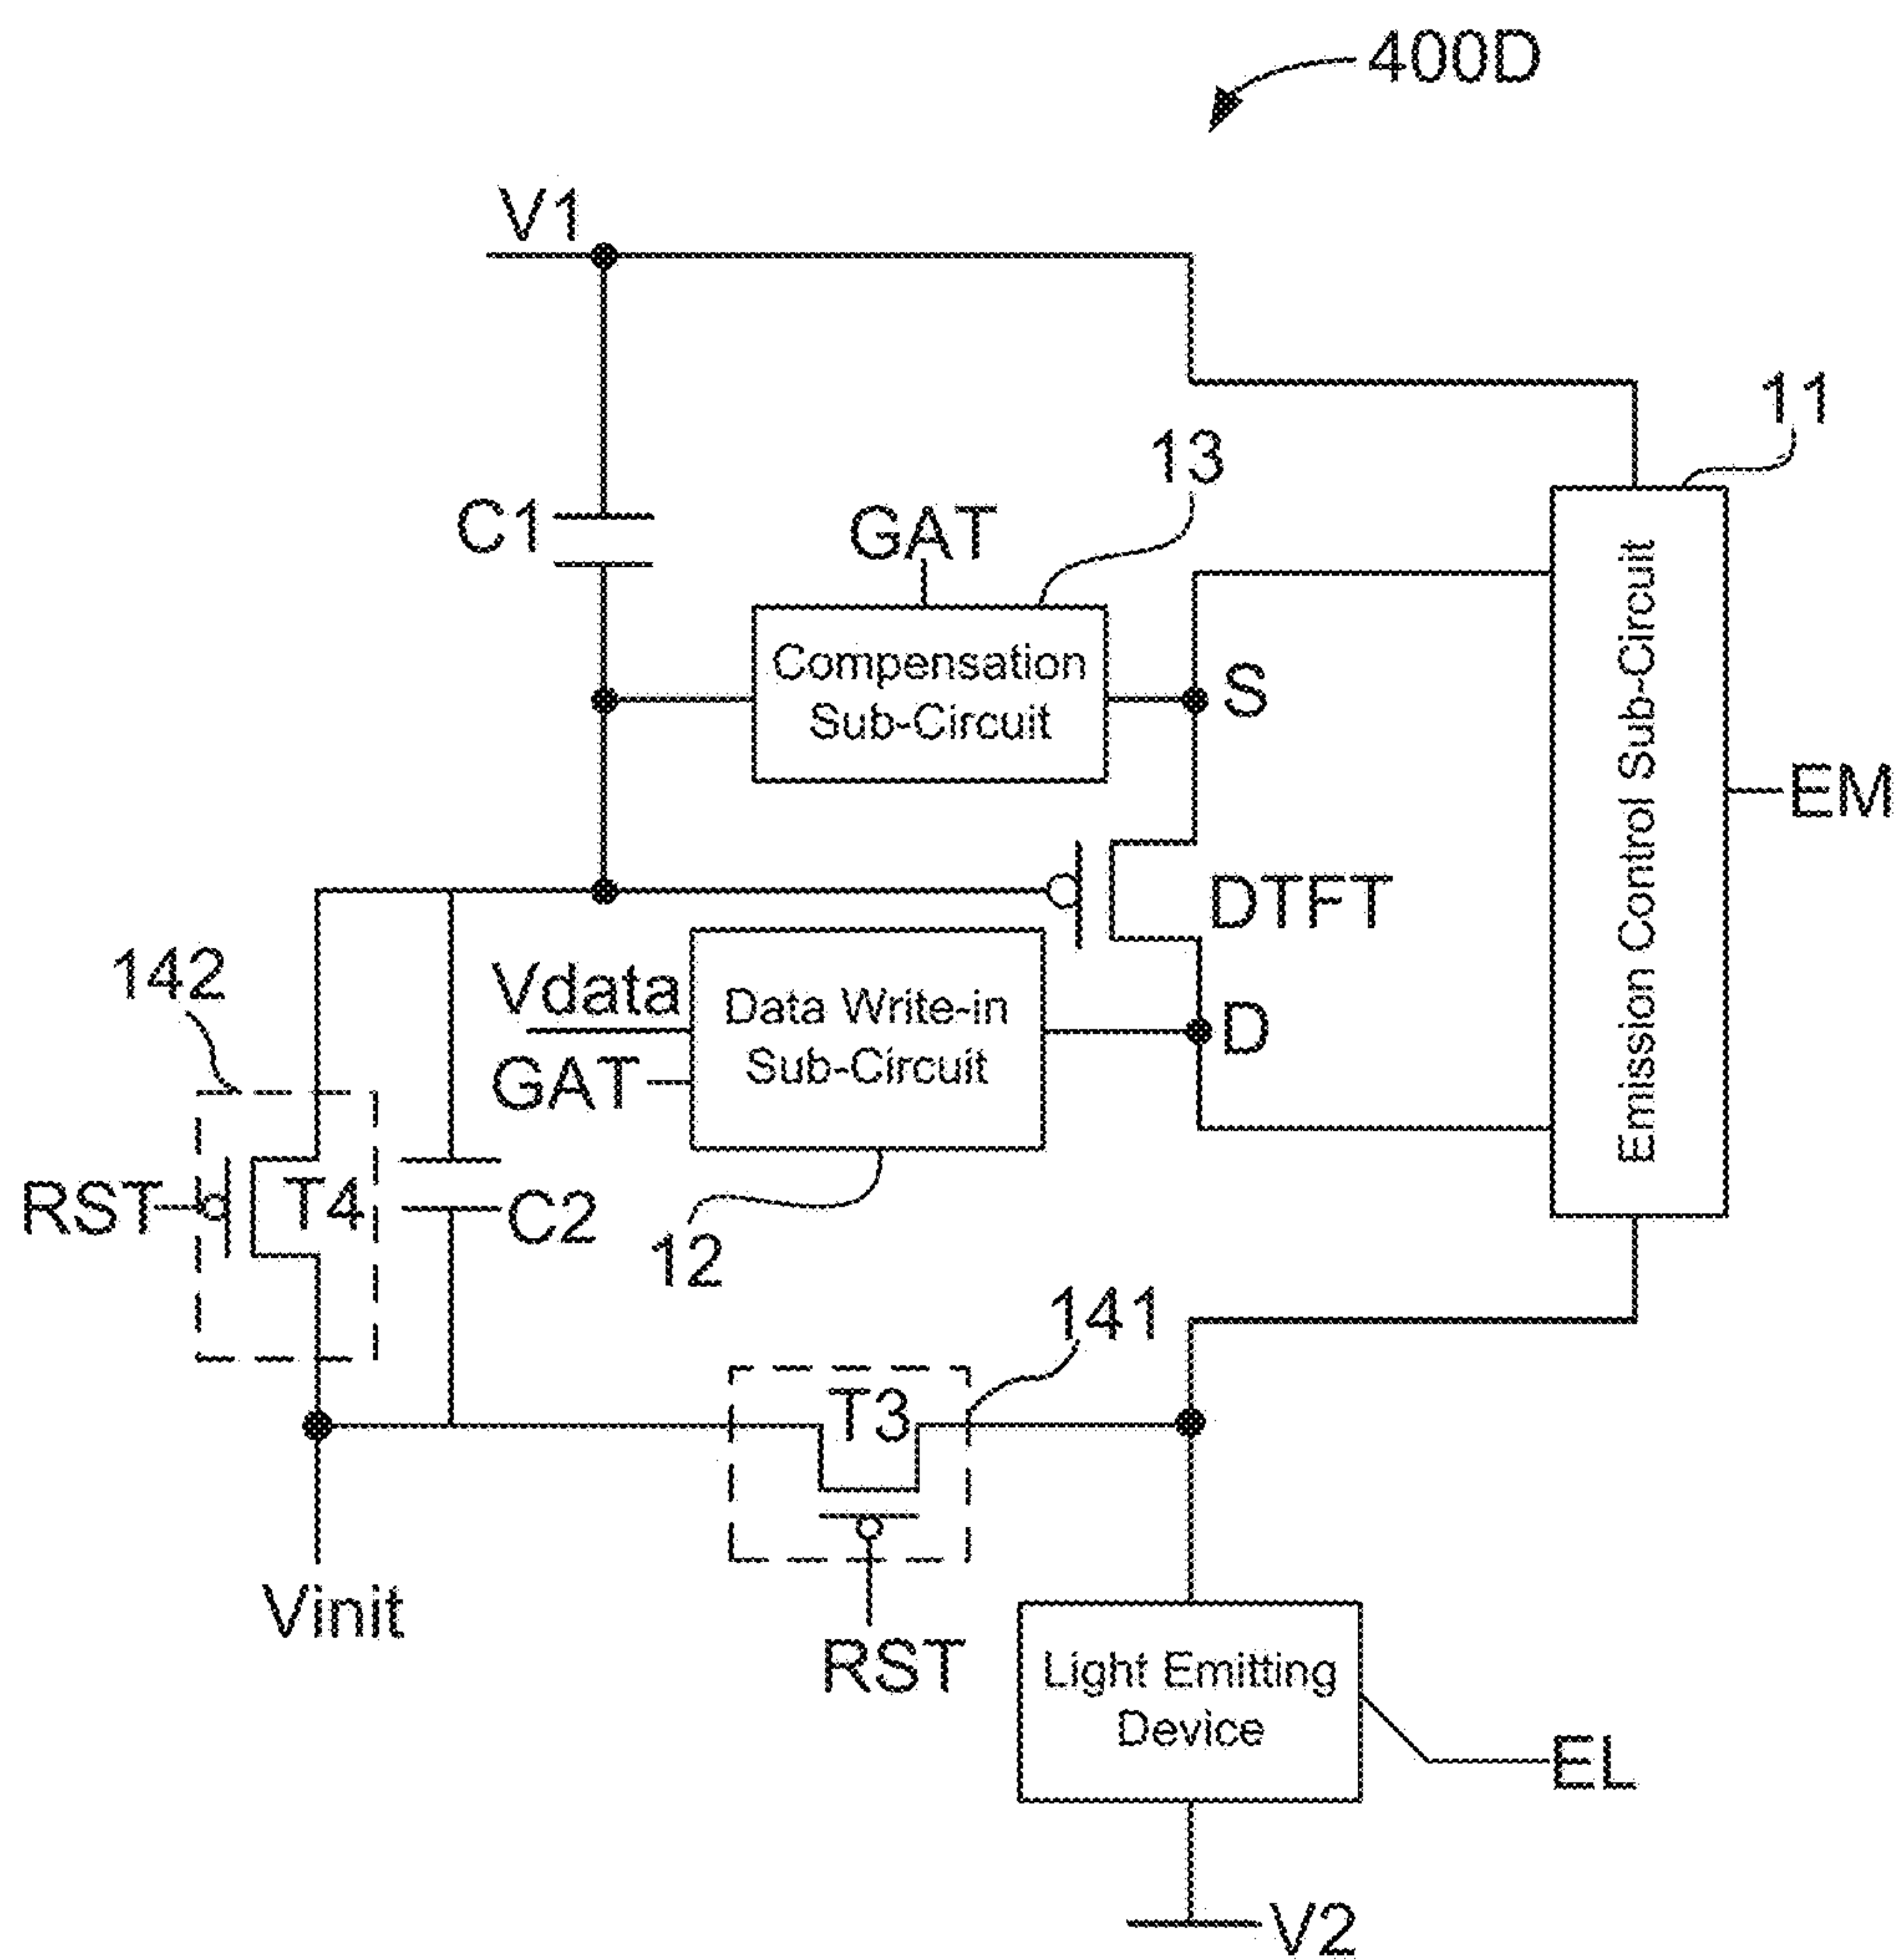 400D
V1
11
13
C1
GAT
Compensation
Sub-Circuit
S
Emission Control Sub-Circuit
EM
DTFT
142
Vdata
Data Write-in
Sub-Circuit
D
GAT
RST
T4
C2
12
141
T3
Vinit
RST
Light Emitting
Device
EL
V2